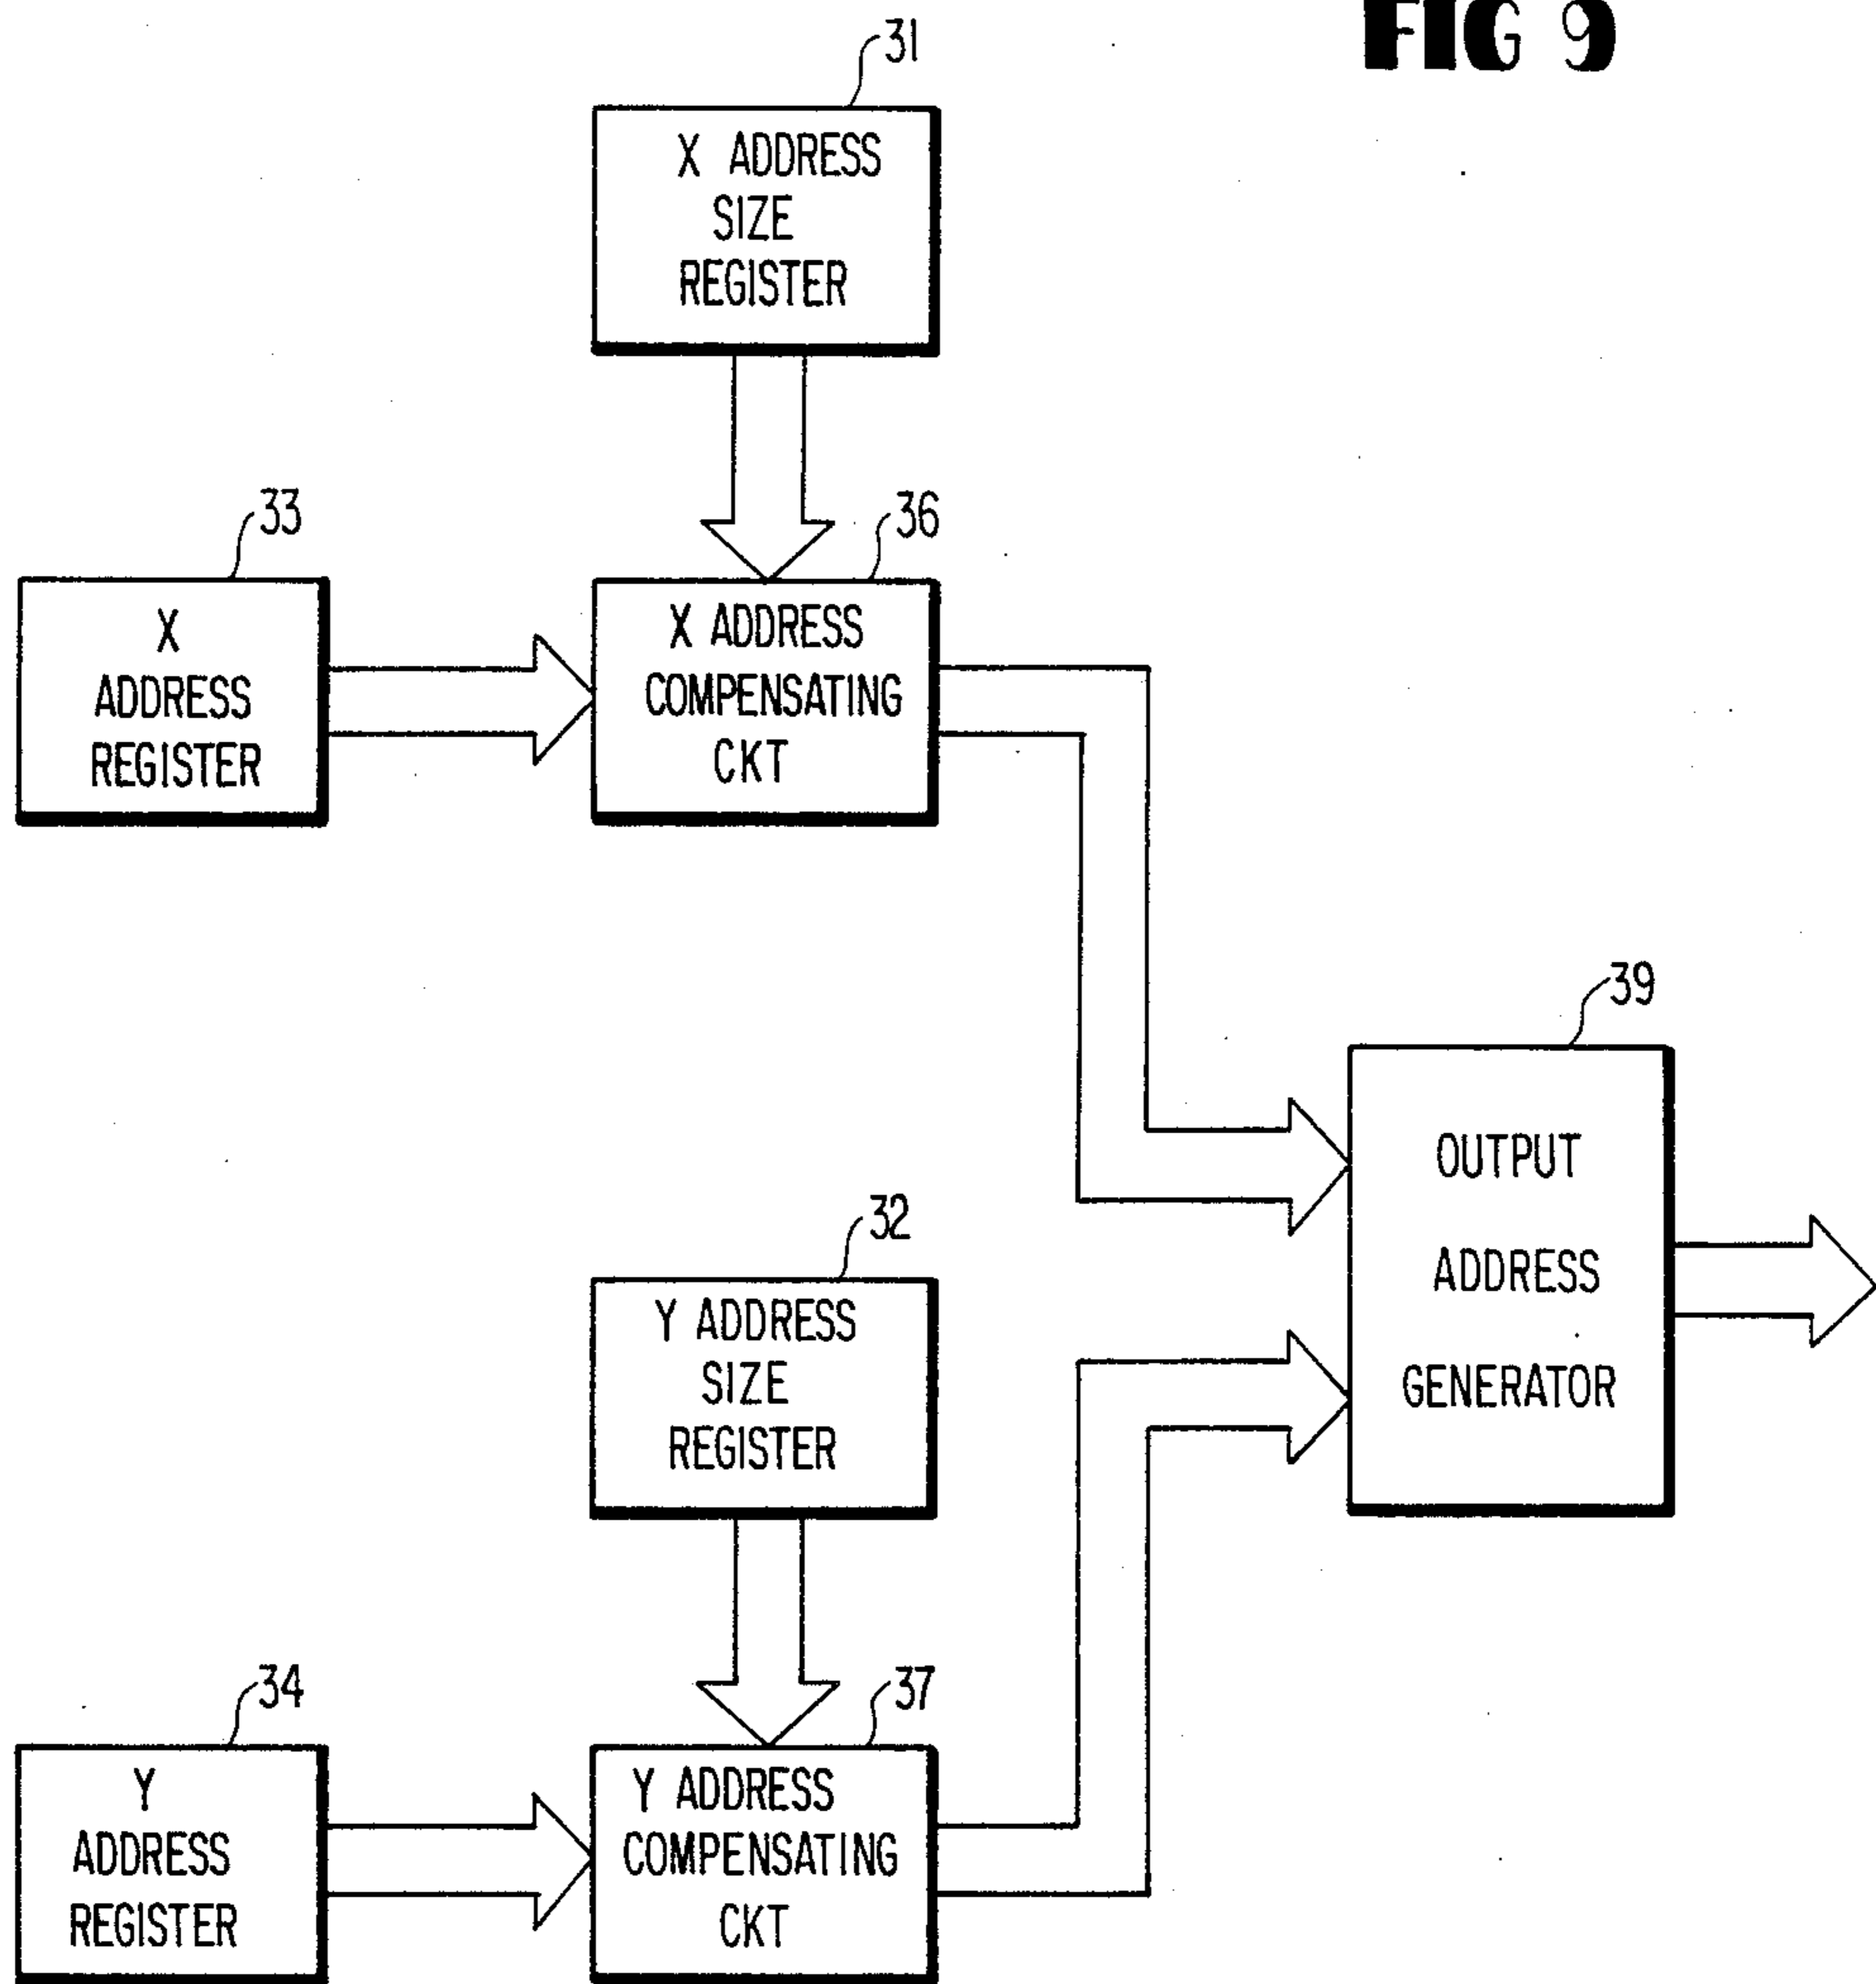 FIG 9
31
X ADDRESS
SIZE
REGISTER
33
X
ADDRESS
REGISTER
36
X ADDRESS
COMPENSATING
CKT
39
OUTPUT
ADDRESS
GENERATOR
32
Y ADDRESS
SIZE
REGISTER
34
Y
ADDRESS
REGISTER
37
Y ADDRESS
COMPENSATING
CKT